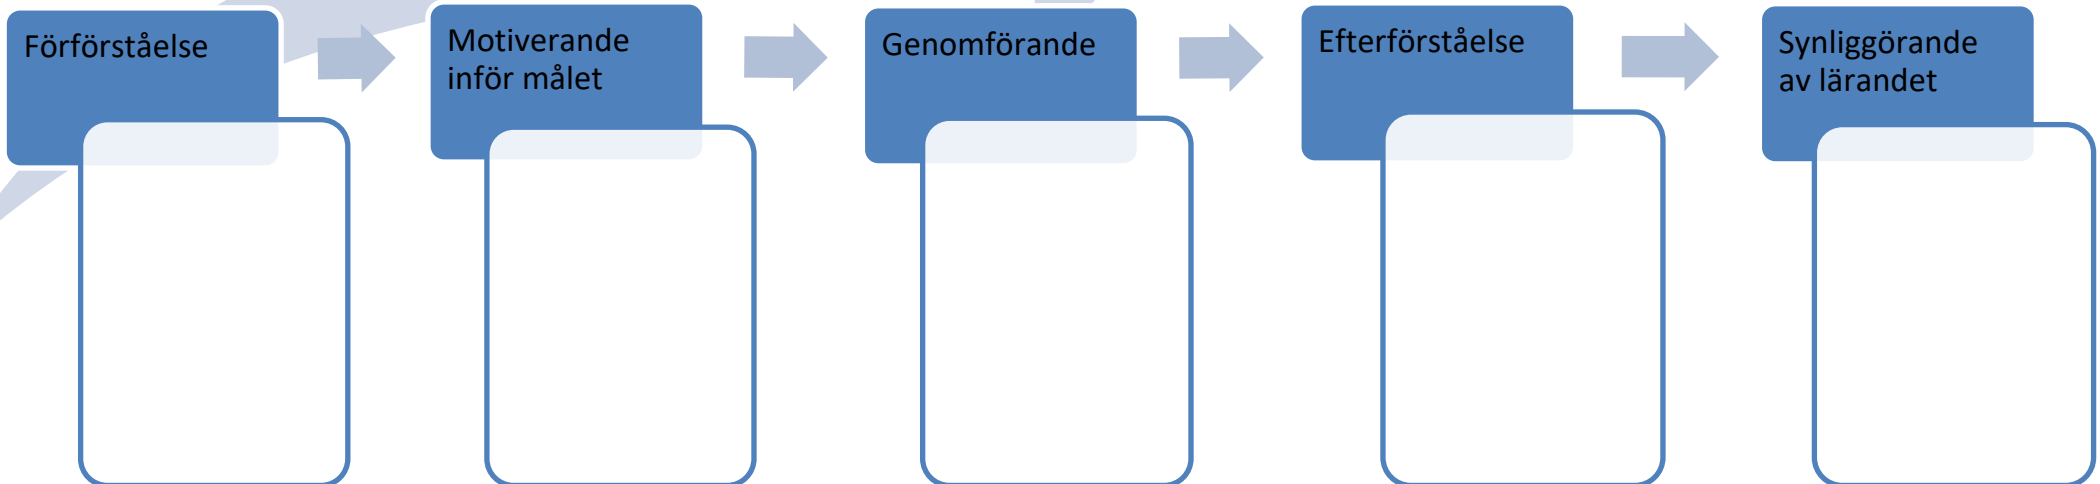 Förförståelse
Motiverande
inför målet
Genomförande
Efterförståelse
Synliggörande
av lärandet